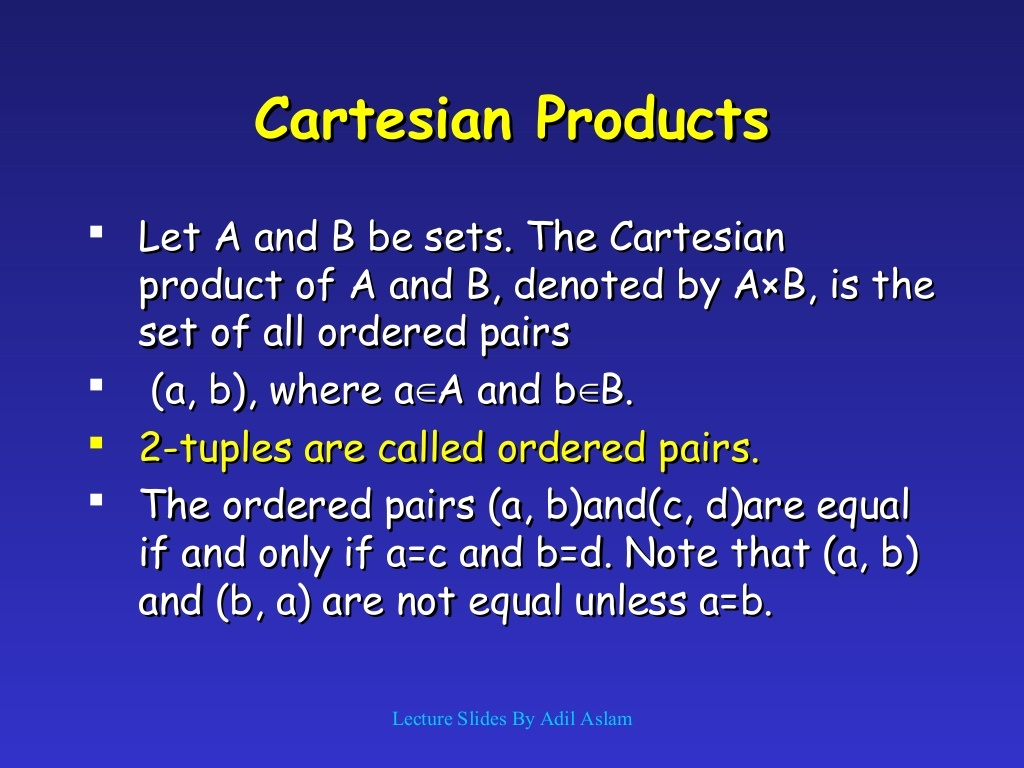 Cartesian Products
▪ Let A and B be sets. The Cartesian
product of A and B, denoted by A×B, is the
set of all ordered pairs
▪ (a, b), where a∈A and b∈B.
▪ 2-tuples are called ordered pairs.
▪ The ordered pairs (a, b)and(c, d)are equal
if and only if a=c and b=d. Note that (a, b)
and (b, a) are not equal unless a=b.
Lecture Slides By Adil Aslam